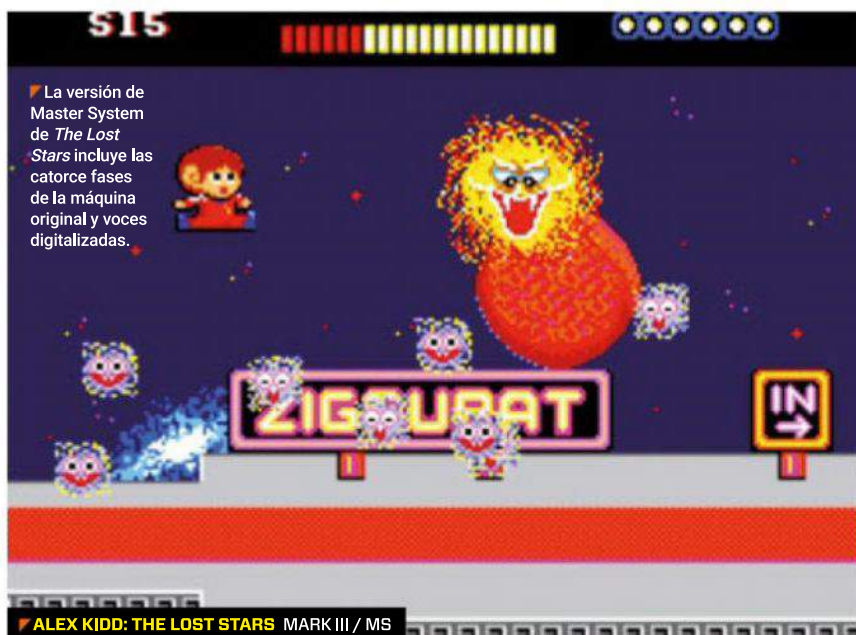 S15
La versión de
Master System
de The Lost
Stars incluye las
catorce fases
de la máquina
original y voces
digitalizadas.
ZIGGURAT
IN
→
ALEX KIDD: THE LOST STARS MARK III / MS